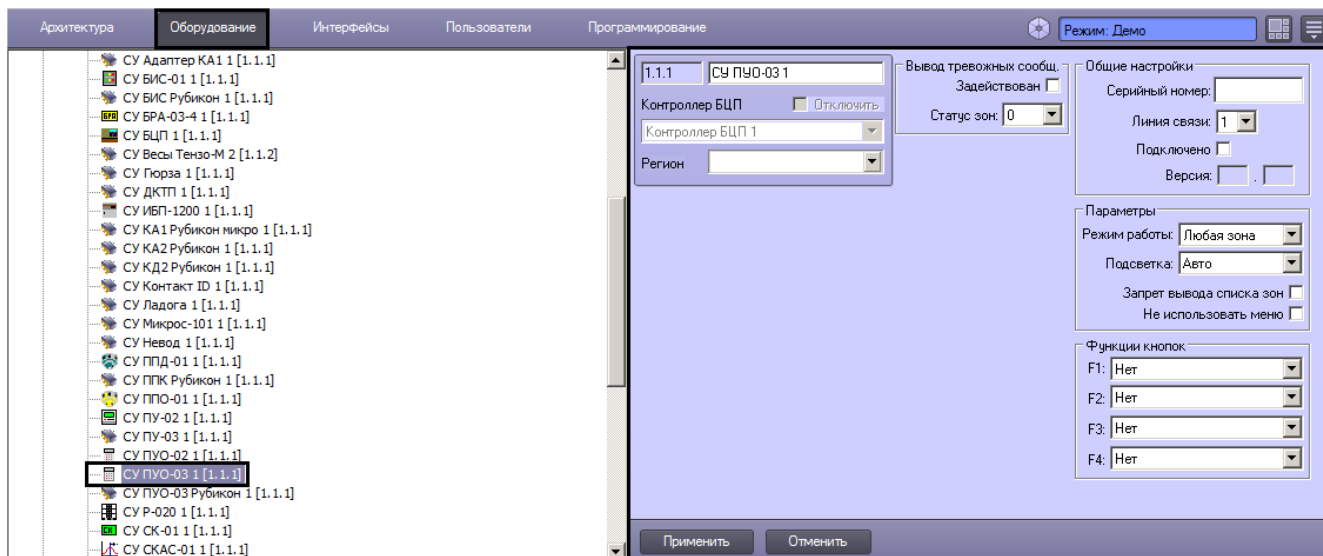 Архитектура Оборудование Интерфейсы Пользователи Программирование Режим: Демо
СУ Адаптер КА1 1 [1.1.1]
СУ БИС-01 1 [1.1.1]
СУ БИС Рубикон 1 [1.1.1]
БРА СУ БРА-03-4 1 [1.1.1]
СУ БЦП 1 [1.1.1]
СУ Весы Тензо-М 2 [1.1.2]
СУ Гюрза 1 [1.1.1]
СУ ДКТП 1 [1.1.1]
СУ ИБП-1200 1 [1.1.1]
СУ КА1 Рубикон микро 1 [1.1.1]
СУ КА2 Рубикон 1 [1.1.1]
СУ КД2 Рубикон 1 [1.1.1]
СУ Контакт ID 1 [1.1.1]
СУ Ладога 1 [1.1.1]
СУ Микрос-101 1 [1.1.1]
СУ Невод 1 [1.1.1]
СУ ППД-01 1 [1.1.1]
СУ ППК Рубикон 1 [1.1.1]
СУ ППО-01 1 [1.1.1]
СУ ПУ-02 1 [1.1.1]
СУ ПУ-03 1 [1.1.1]
СУ ПУО-02 1 [1.1.1]
СУ ПУО-03 1 [1.1.1]
СУ ПУО-03 Рубикон 1 [1.1.1]
СУ Р-020 1 [1.1.1]
СК СУ СК-01 1 [1.1.1]
СУ СКАС-01 1 [1.1.1]
1.1.1 СУ ПУО-03 1
Контроллер БЦП Отключить
Контроллер БЦП 1
Регион
Вывод тревожных сообщ.
Задействован
Статус зон: 0
Общие настройки
Серийный номер:
Линия связи: 1
Подключено
Версия: .
Параметры
Режим работы: Любая зона
Подсветка: Авто
Запрет вывода списка зон
Не использовать меню
Функции кнопок
F1: Нет
F2: Нет
F3: Нет
F4: Нет
Применить Отменить